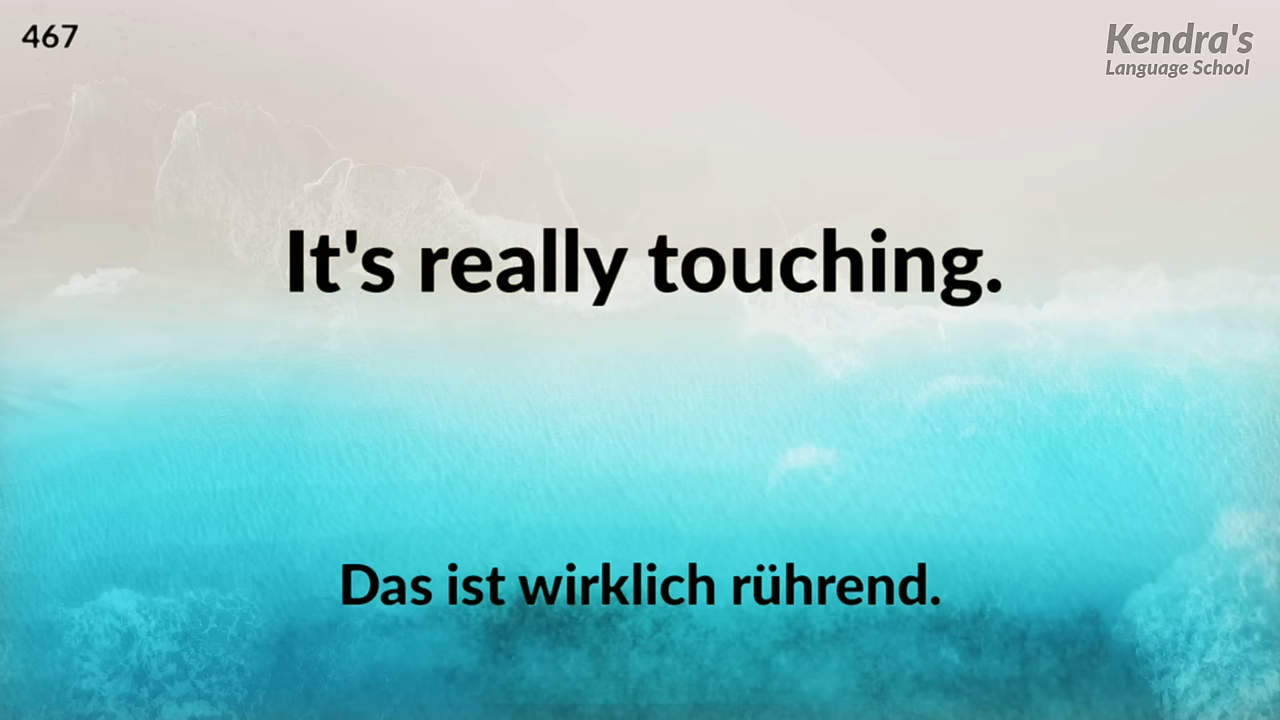 467
Kendra's
Language School
It's really touching.
Das ist wirklich rührend.